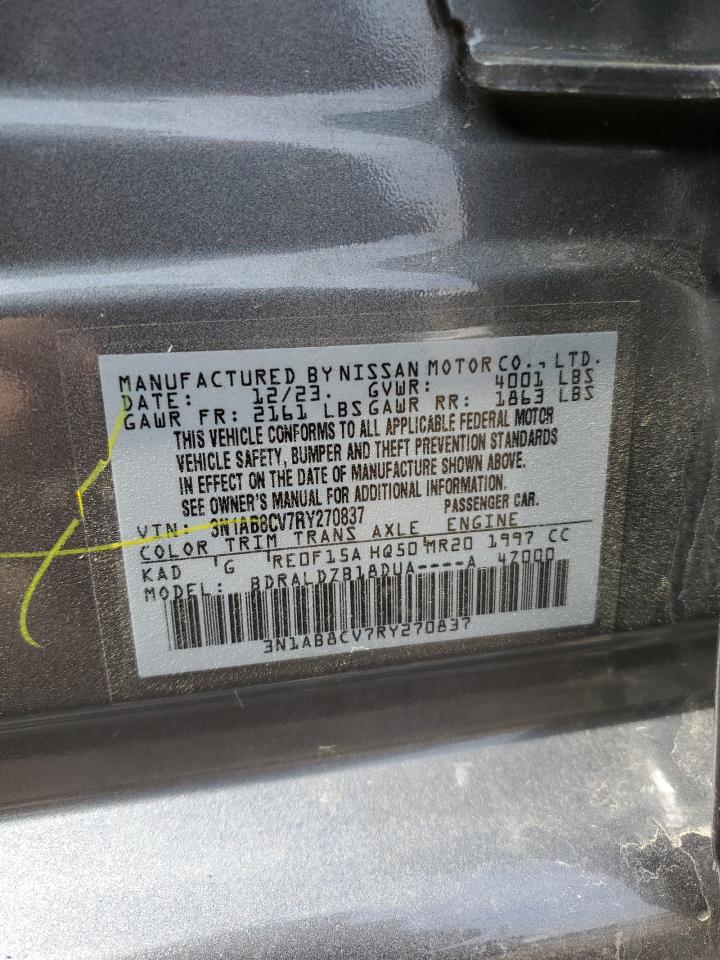 MANUFACTURED BY NISSAN MOTOR CO., LTD.
DATE: 12/23. GVWR: 4001 LBS
GAWR FR: 2161 LBS GAWR RR: 1863 LBS
THIS VEHICLE CONFORMS TO ALL APPLICABLE FEDERAL MOTOR
VEHICLE SAFETY, BUMPER AND THEFT PREVENTION STANDARDS
IN EFFECT ON THE DATE OF MANUFACTURE SHOWN ABOVE.
SEE OWNER'S MANUAL FOR ADDITIONAL INFORMATION.
VIN: 3N1AB8CV7RY270837 PASSENGER CAR.
COLOR TRIM TRANS AXLE ENGINE
KAD G RE0F15A HQ50 MR20 1997 CC
MODEL: BDRALDZB18DUA----A 47000
3N1AB8CV7RY270837